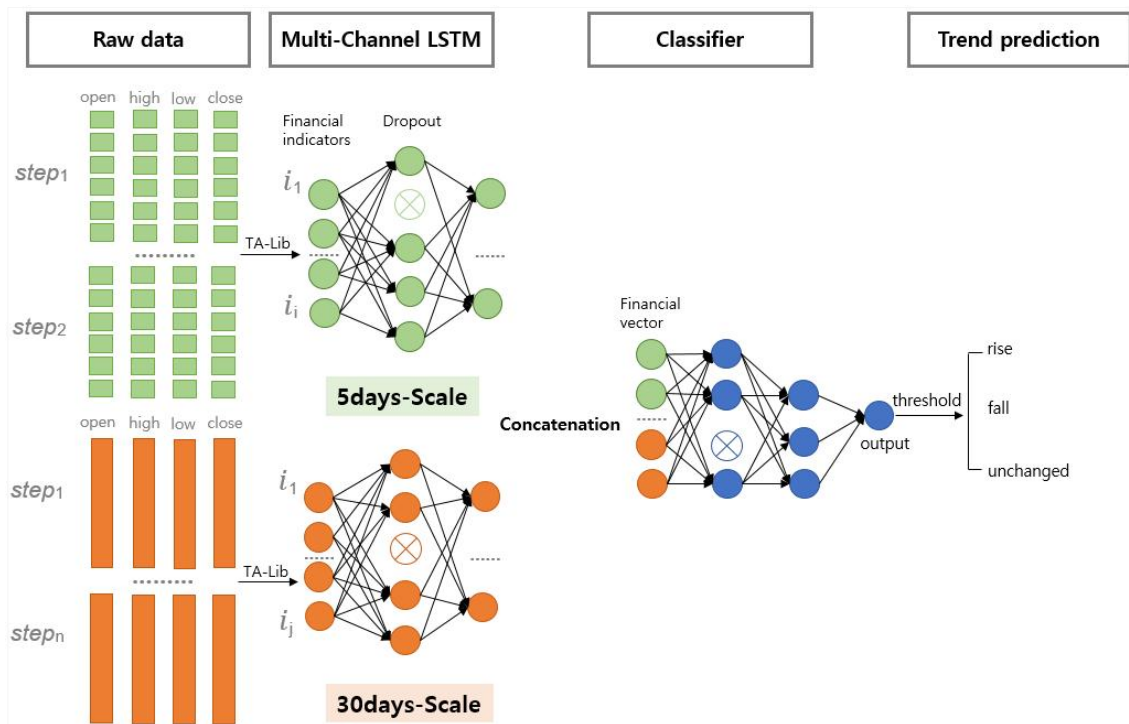 Raw data
Multi-Channel LSTM
Classifier
Trend prediction
open high low close
Financial
indicators
Dropout
step1
i1
TA-Lib
ii
step2
5days-Scale
open high low close
step1
i1
TA-Lib
ij
stepn
30days-Scale
Concatenation
Financial
vector
output
threshold
rise
fall
unchanged